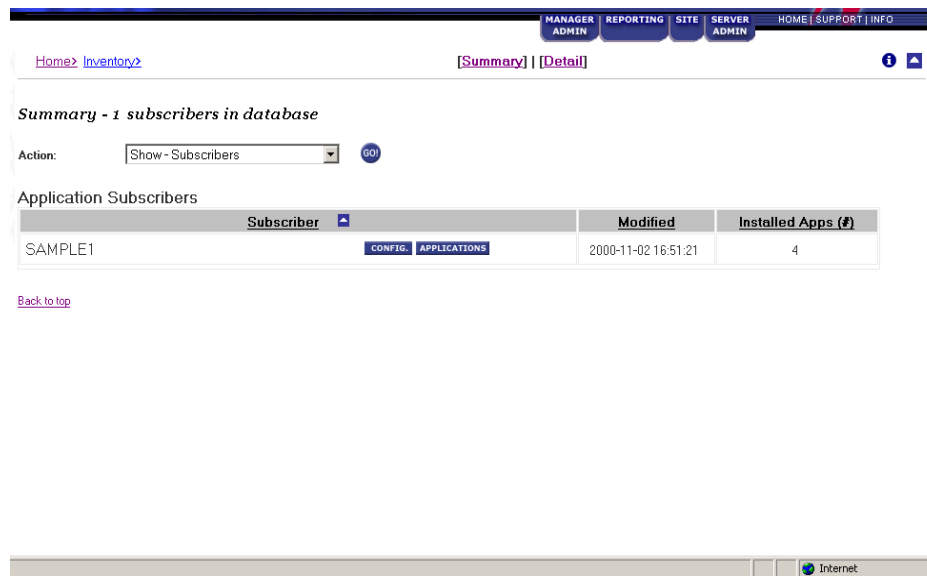 MANAGER ADMIN REPORTING SITE SERVER ADMIN HOME | SUPPORT | INFO
Home> Inventory> [Summary] | [Detail]
Summary - 1 subscribers in database
Action: Show - Subscribers GO!
Application Subscribers
Subscriber Modified Installed Apps (#)
SAMPLE1 CONFIG. APPLICATIONS 2000-11-02 16:51:21 4
Back to top
Internet